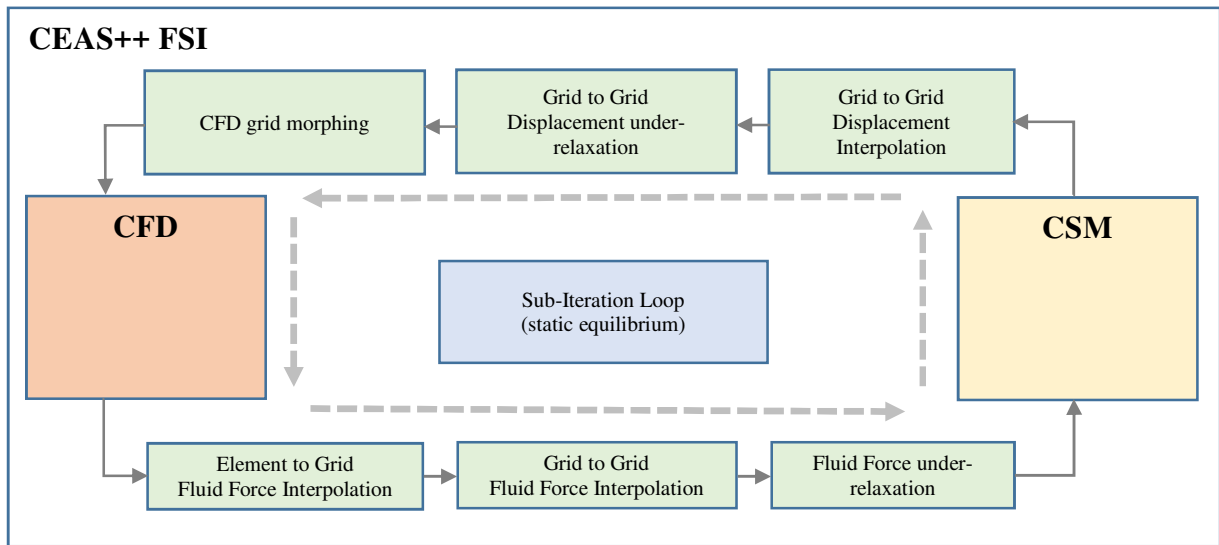 CEAS++ FSI
CFD grid morphing
Grid to Grid
Displacement under-
relaxation
Grid to Grid
Displacement
Interpolation
CFD
CSM
Sub-Iteration Loop
(static equilibrium)
Element to Grid
Fluid Force Interpolation
Grid to Grid
Fluid Force Interpolation
Fluid Force under-
relaxation